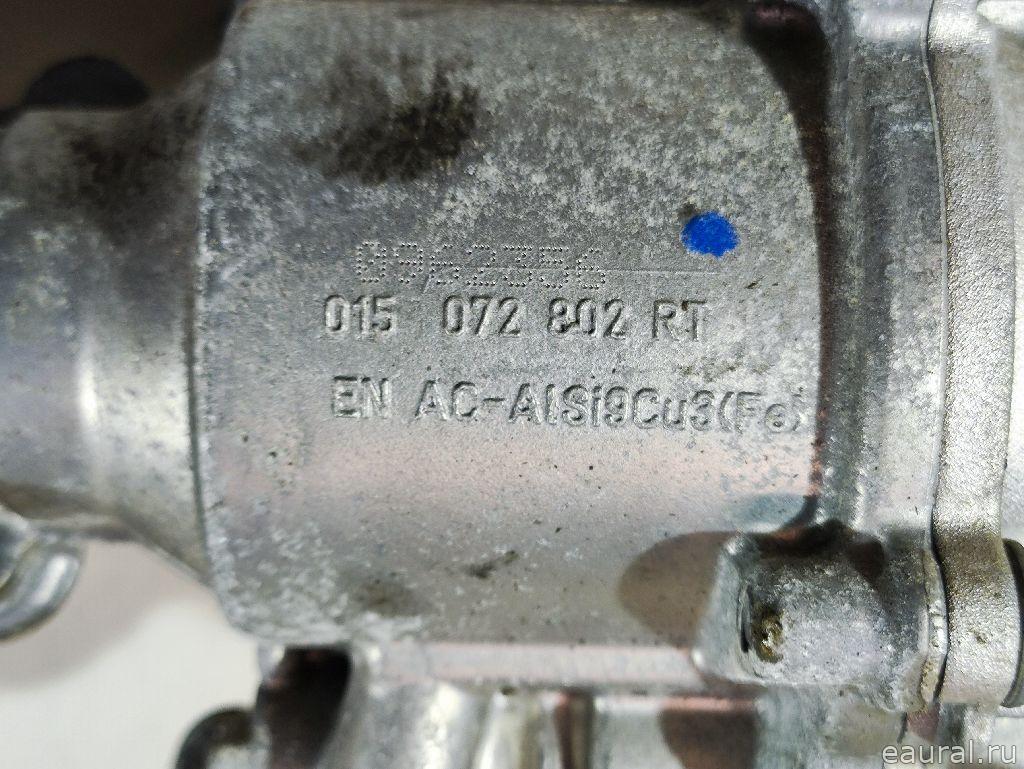 015 072 802 RT
EN AC-AlSi9Cu3(Fe)
eaural.ru